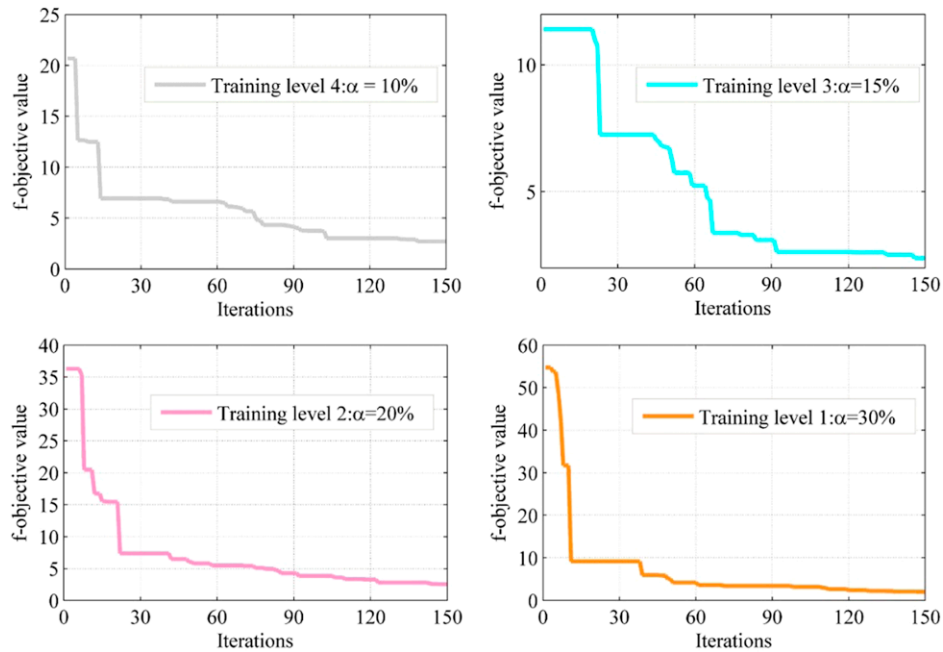 25
20
15
10
5
0
f-objective value
Training level 4:α = 10%
0 30 60 90 120 150
Iterations
10
5
f-objective value
Training level 3:α=15%
0 30 60 90 120 150
Iterations
40
35
30
25
20
15
10
5
0
f-objective value
Training level 2:α=20%
0 30 60 90 120 150
Iterations
60
50
40
30
20
10
0
f-objective value
Training level 1:α=30%
0 30 60 90 120 150
Iterations